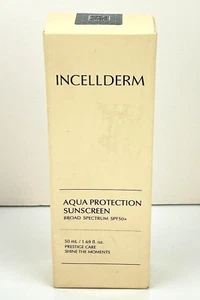 INCELLDERM
AQUA PROTECTION
SUNSCREEN
BROAD SPECTRUM SPF50+
50 mL / 1.69 fl. oz.
PRESTIGE CARE
SHINE THE MOMENTS